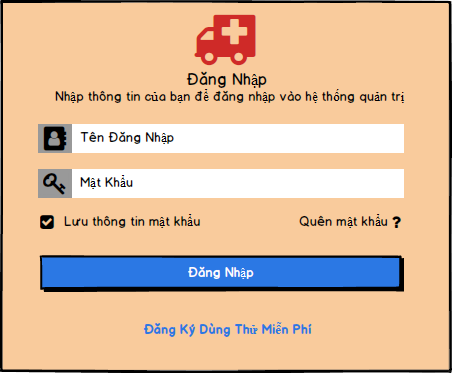 Đăng Nhập
Nhập thông tin của bạn để đăng nhập vào hệ thống quản trị
Tên Đăng Nhập
Mật Khẩu
Lưu thông tin mật khẩu
Quên mật khẩu ?
Đăng Nhập
Đăng Ký Dùng Thử Miễn Phí